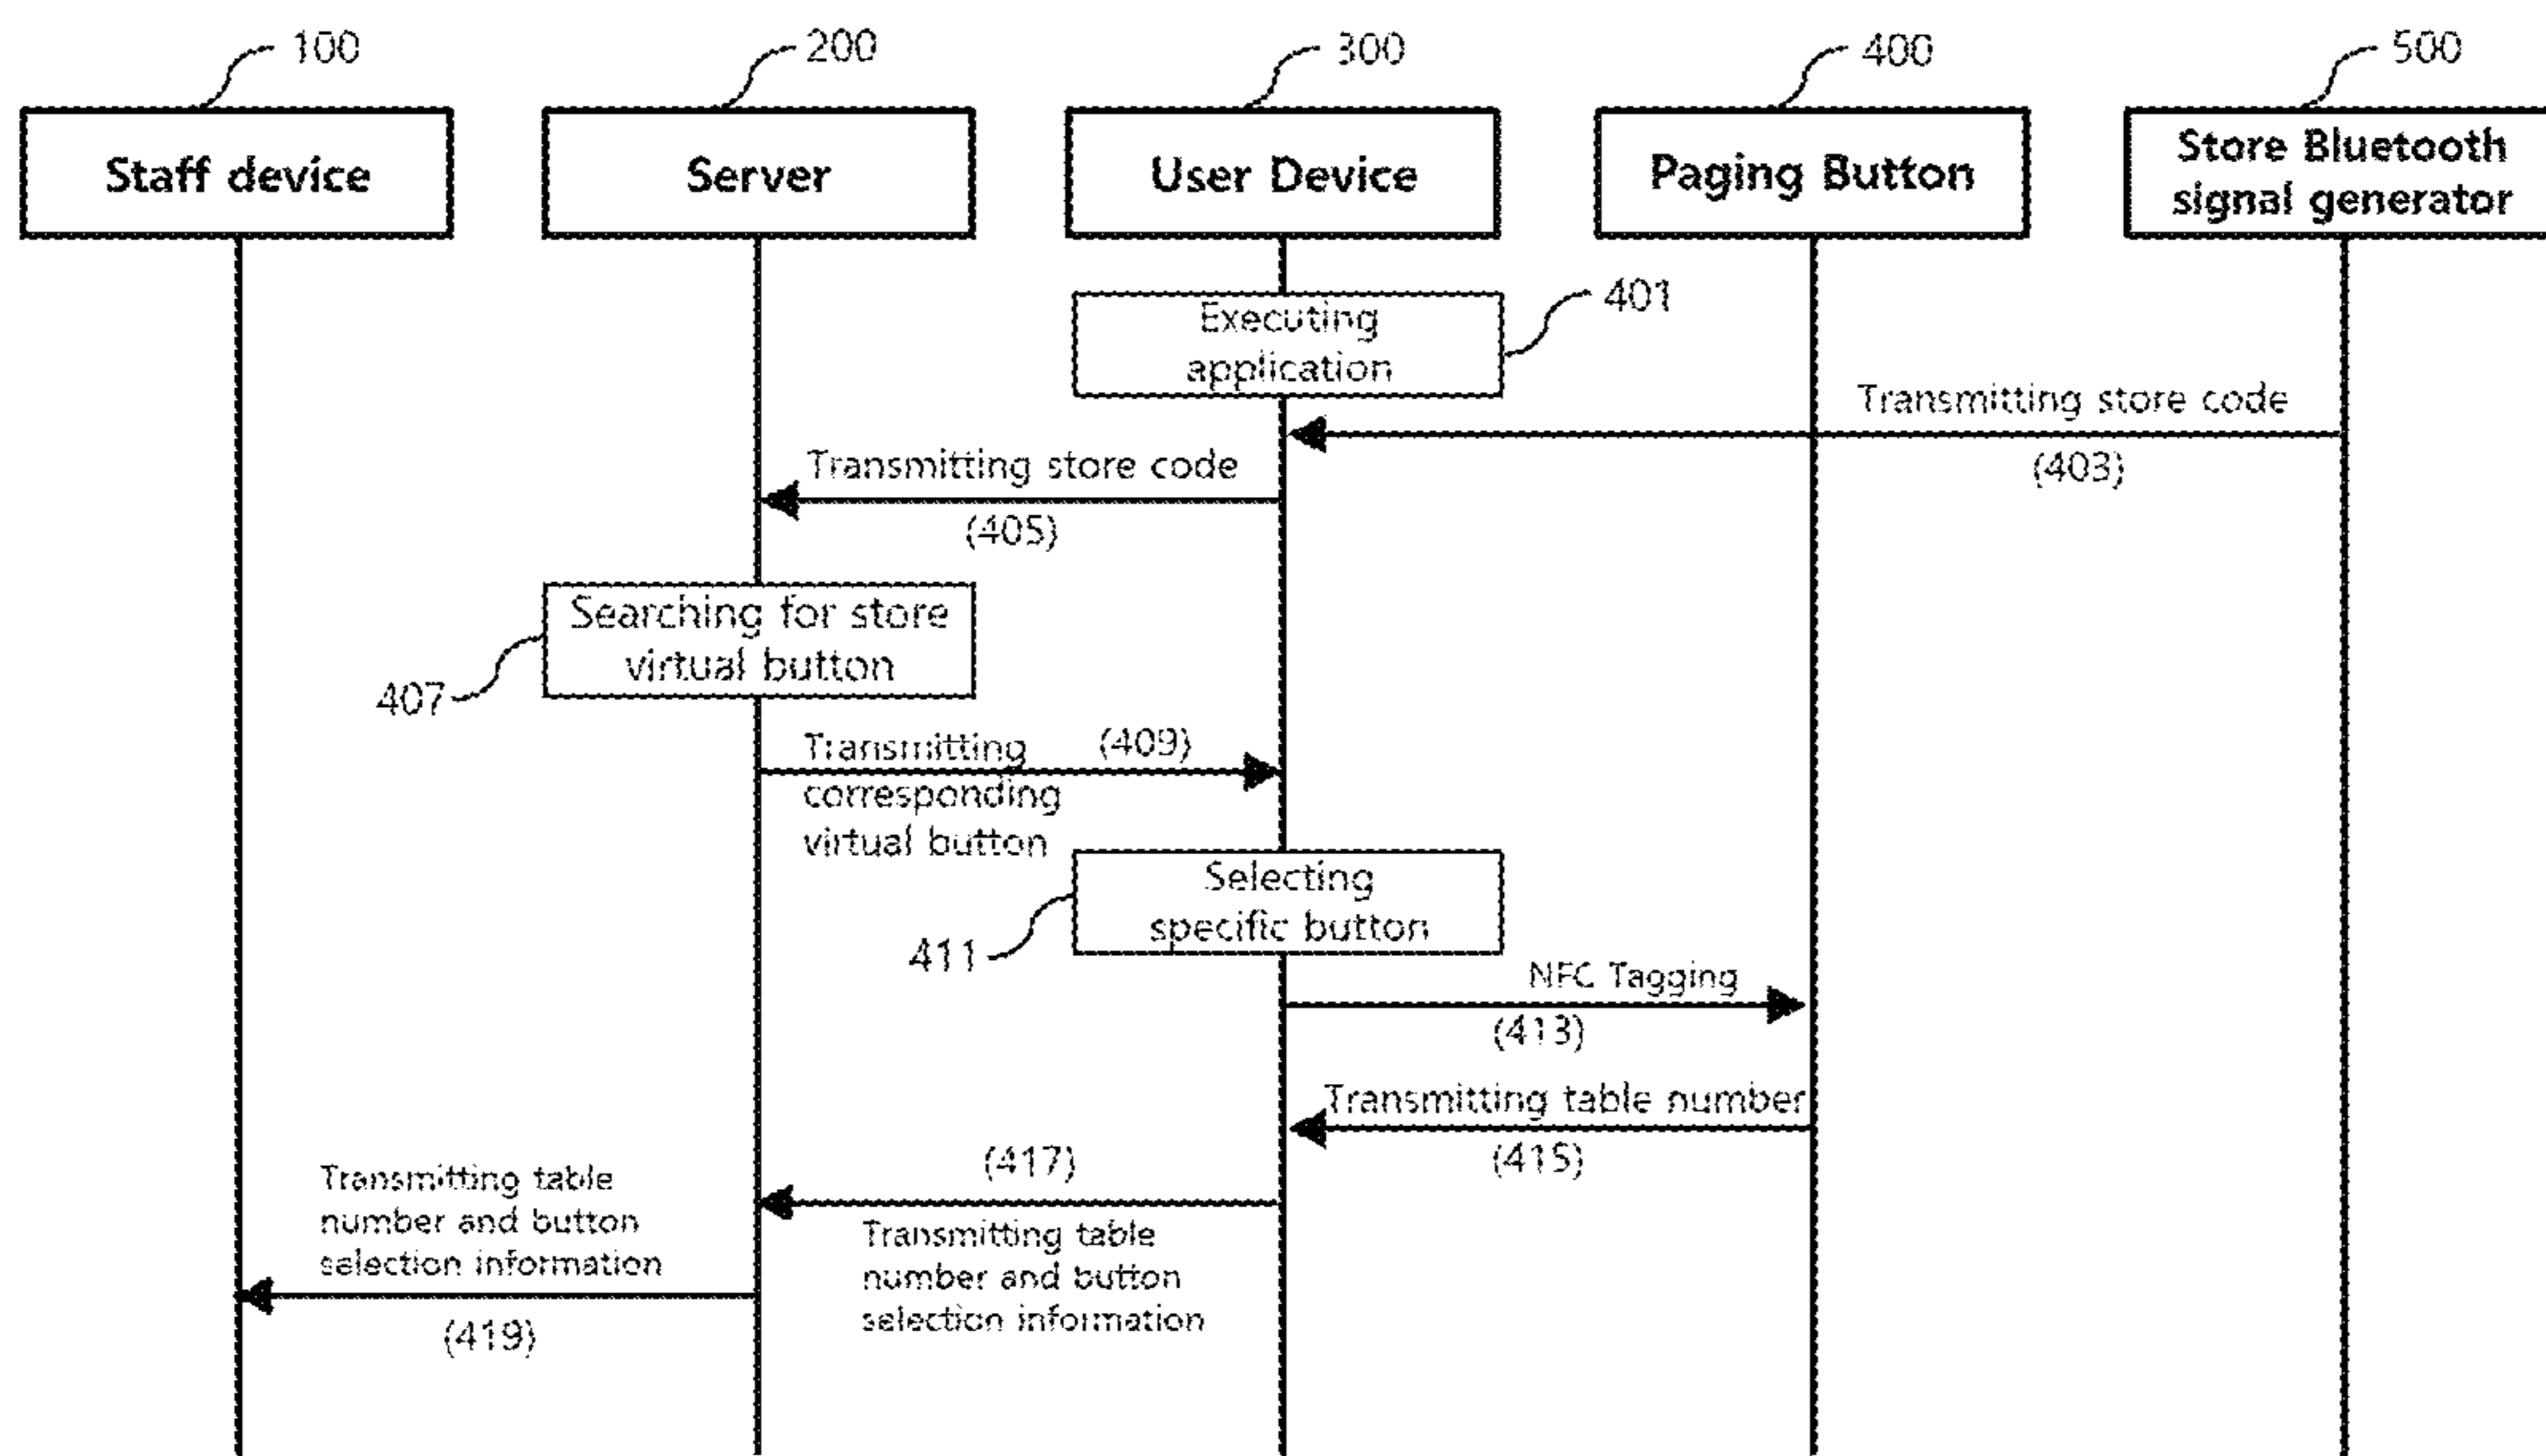 100
200
300
400
500
Staff device
Server
User Device
Paging Button
Store Bluetooth
signal generator
401
Executing
application
Transmitting store code
(403)
Transmitting store code
(405)
Searching for store
virtual button
407
Transmitting
(409)
corresponding
virtual button
Selecting
specific button
411
NFC Tagging
(413)
Transmitting table number
(415)
(417)
Transmitting table
number and button
selection information
Transmitting table
number and button
selection information
(419)